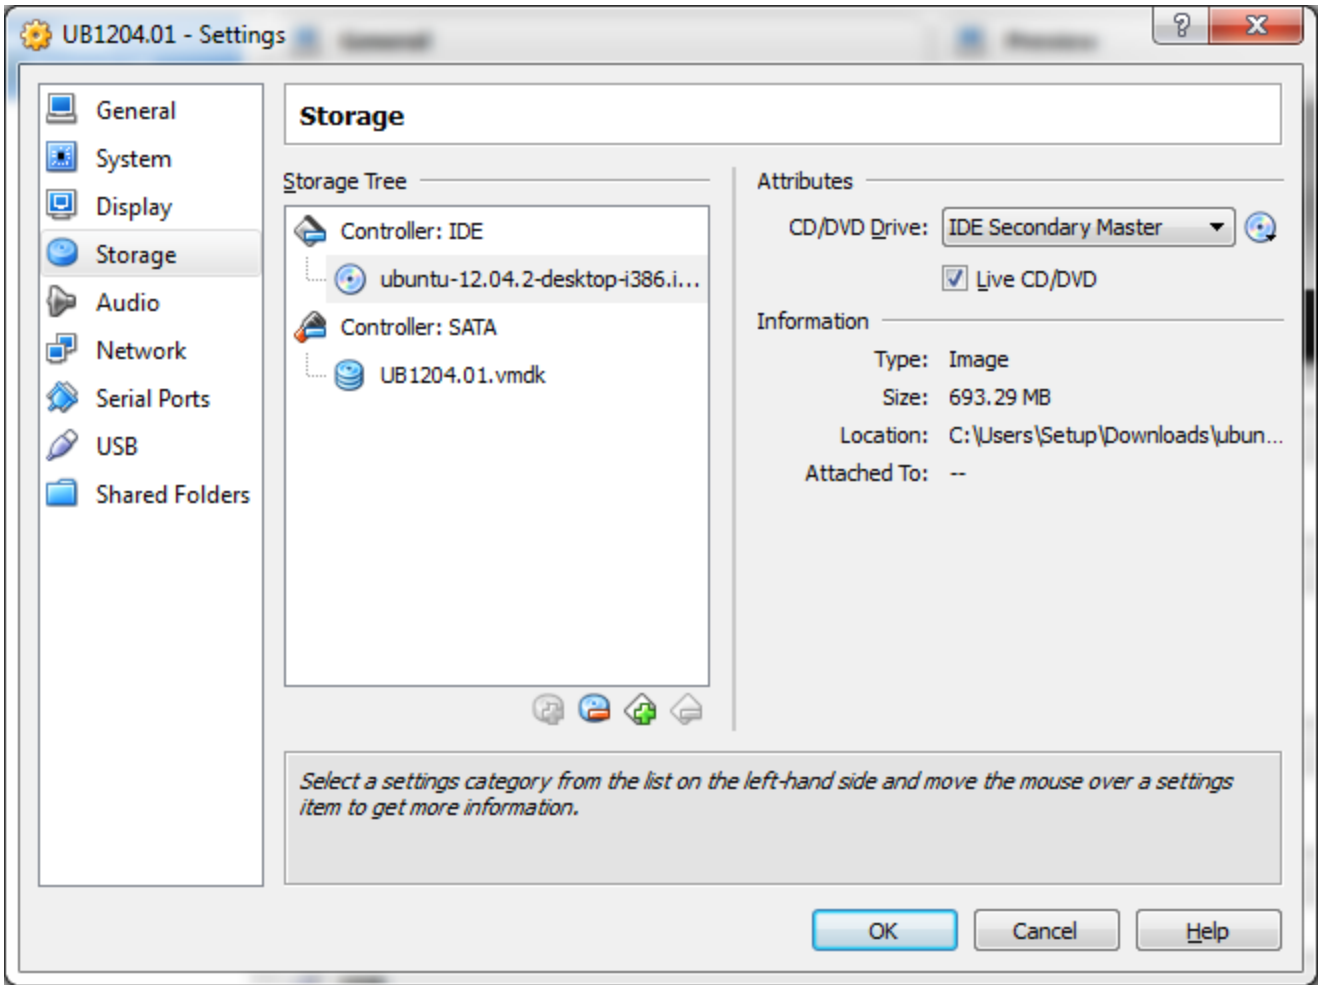 UB1204.01 - Settings
General
Preview
General
System
Display
Storage
Audio
Network
Serial Ports
USB
Shared Folders
Storage
Storage Tree
Controller: IDE
ubuntu-12.04.2-desktop-i386.i...
Controller: SATA
UB1204.01.vmdk
Attributes
CD/DVD Drive: IDE Secondary Master
Live CD/DVD
Information
Type: Image
Size: 693.29 MB
Location: C:\Users\Setup\Downloads\ubun...
Attached To: --
Select a settings category from the list on the left-hand side and move the mouse over a settings
item to get more information.
OK
Cancel
Help